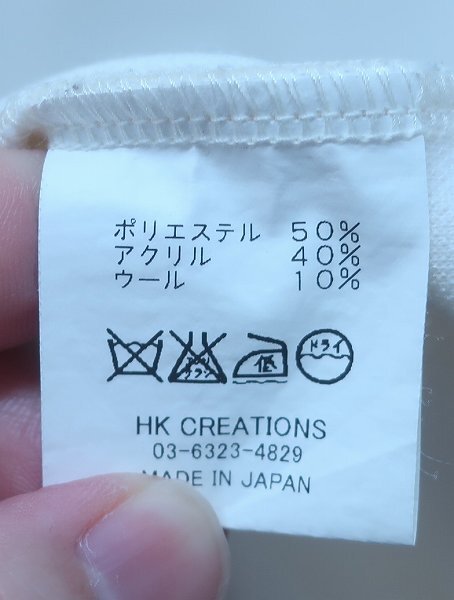 ポリエステル 50%
アクリル 40%
ウール 10%
低 ドライ
HK CREATIONS
03-6323-4829
MADE IN JAPAN